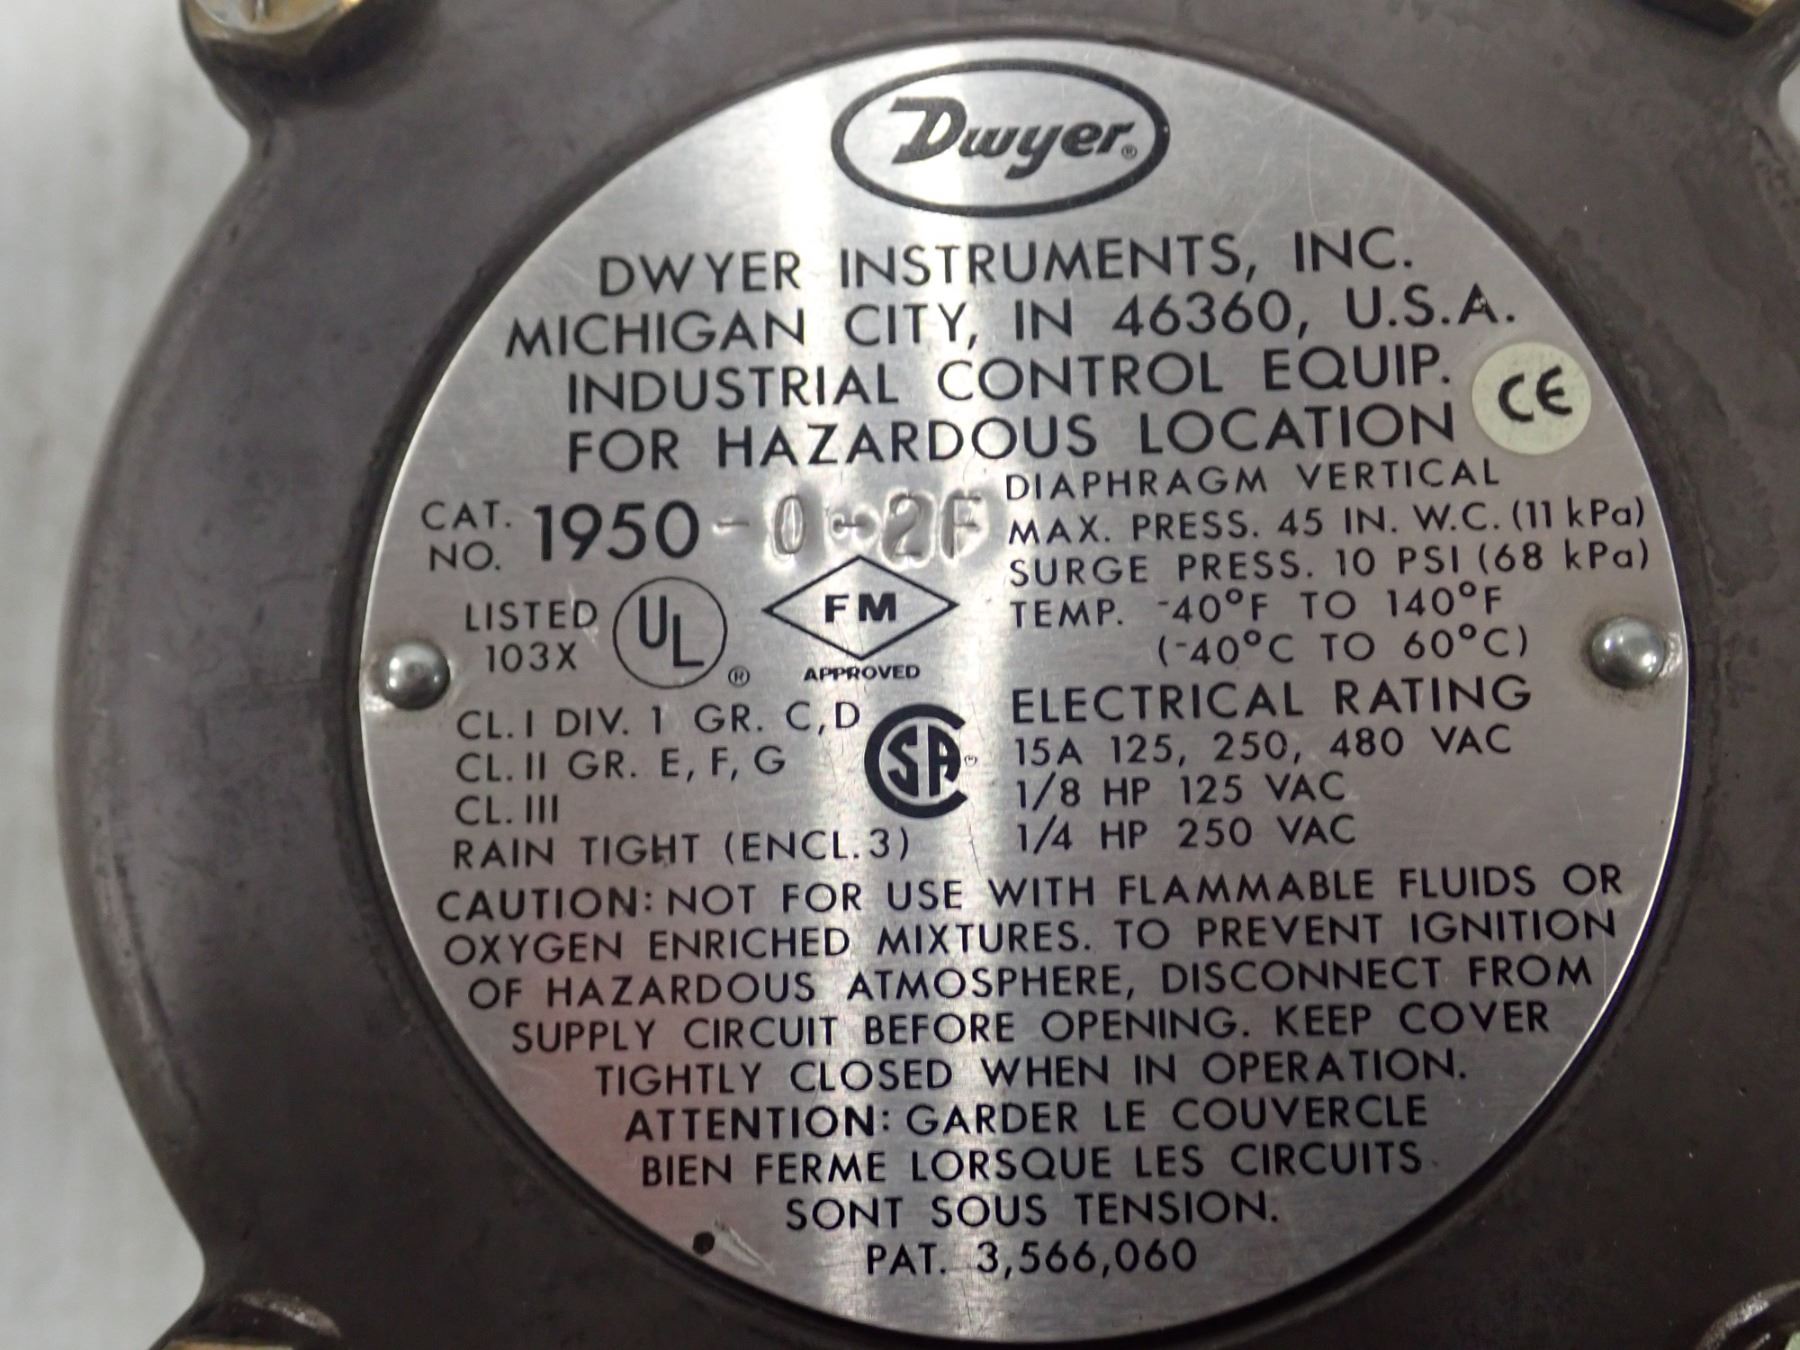 Dwyer®
DWYER INSTRUMENTS, INC.
MICHIGAN CITY, IN 46360, U.S.A.
INDUSTRIAL CONTROL EQUIP.
FOR HAZARDOUS LOCATION
CE
CAT. NO. 1950-0--2F
DIAPHRAGM VERTICAL
MAX. PRESS. 45 IN. W.C. (11 kPa)
SURGE PRESS. 10 PSI (68 kPa)
TEMP. -40°F TO 140°F
(-40°C TO 60°C)
LISTED
103X
UL®
FM
APPROVED
CL. I DIV. 1 GR. C,D
CL. II GR. E, F, G
CL. III
RAIN TIGHT (ENCL. 3)
SA
ELECTRICAL RATING
15A 125, 250, 480 VAC
1/8 HP 125 VAC
1/4 HP 250 VAC
CAUTION: NOT FOR USE WITH FLAMMABLE FLUIDS OR
OXYGEN ENRICHED MIXTURES. TO PREVENT IGNITION
OF HAZARDOUS ATMOSPHERE, DISCONNECT FROM
SUPPLY CIRCUIT BEFORE OPENING. KEEP COVER
TIGHTLY CLOSED WHEN IN OPERATION.
ATTENTION: GARDER LE COUVERCLE
BIEN FERME LORSQUE LES CIRCUITS
SONT SOUS TENSION.
PAT. 3,566,060